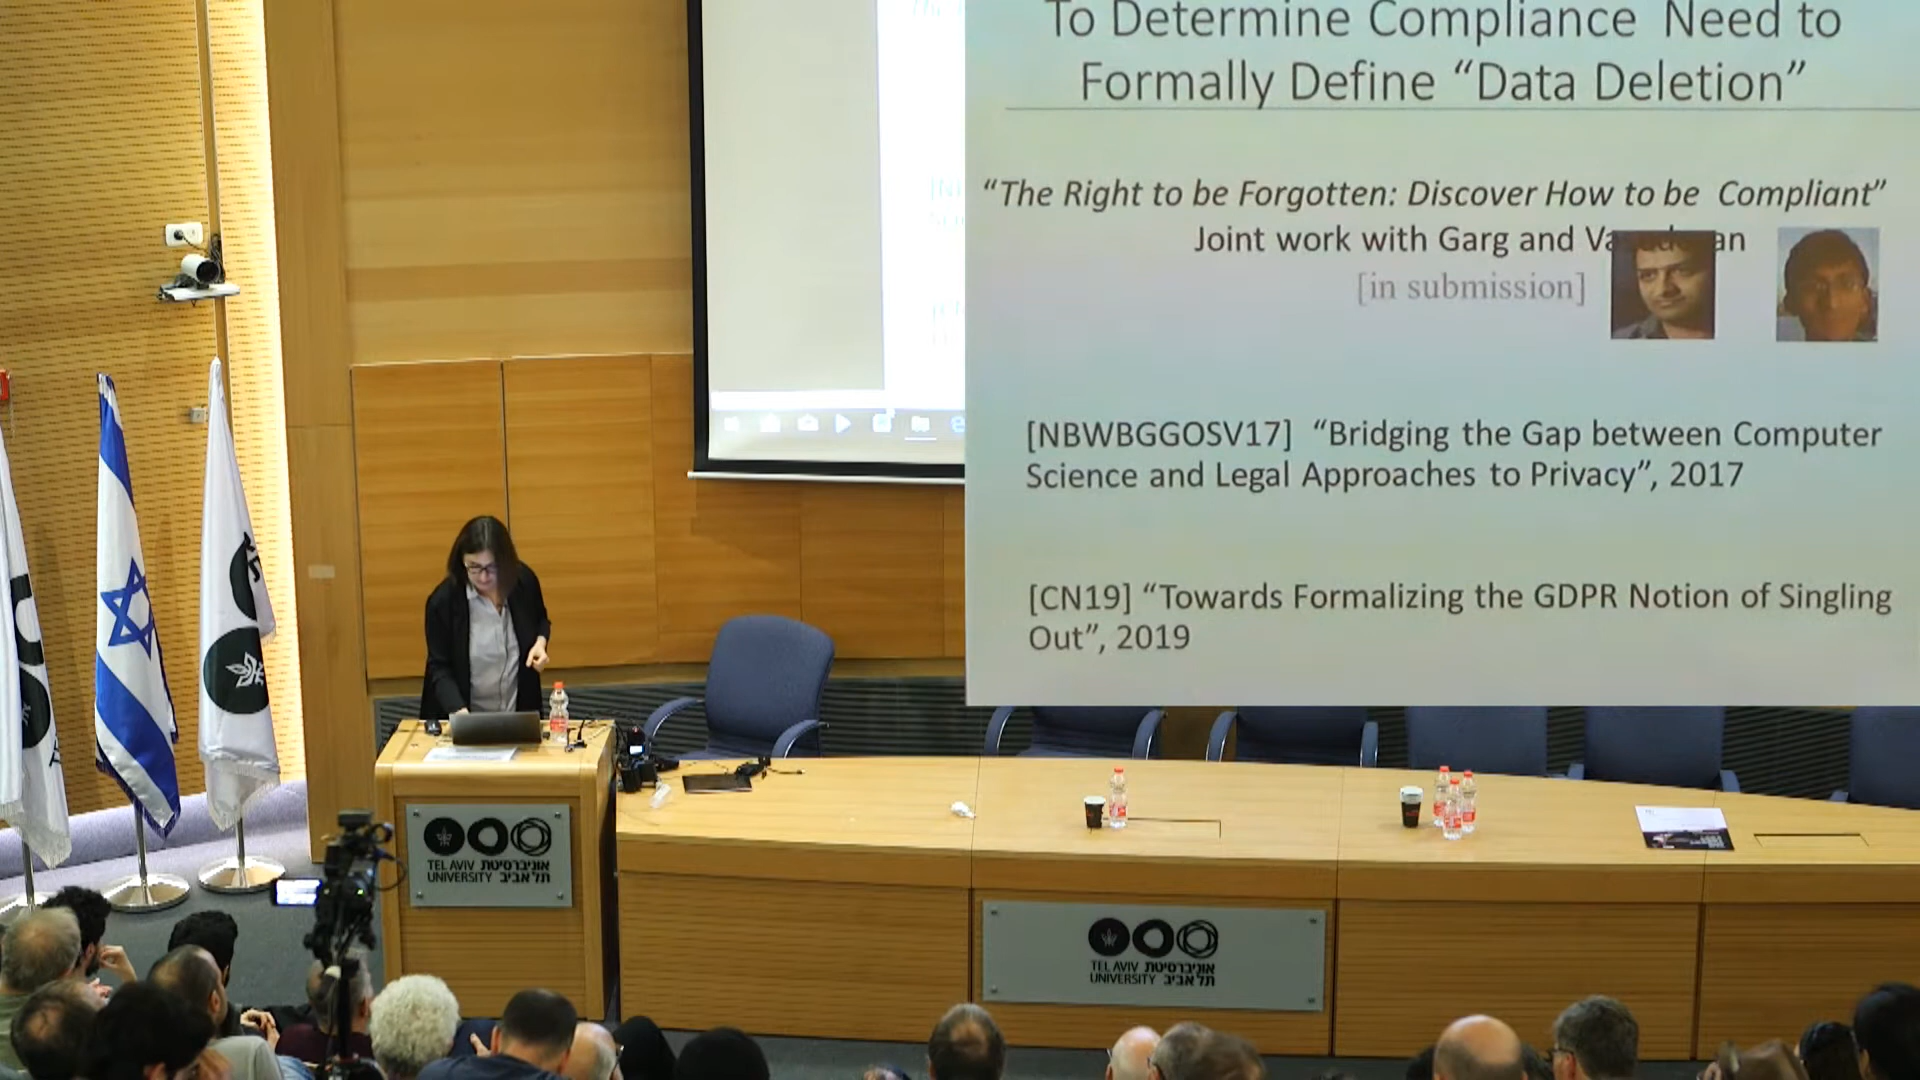 To Determine Compliance Need to
Formally Define “Data Deletion”
“The Right to be Forgotten: Discover How to be Compliant”
Joint work with Garg and
[in submission]
[NBWBGGOSV17] “Bridging the Gap between Computer
Science and Legal Approaches to Privacy”, 2017
[CN19] “Towards Formalizing the GDPR Notion of Singling
Out”, 2019
TEL AVIV אוניברסיטת
UNIVERSITY תל אביב
TEL AVIV אוניברסיטת
UNIVERSITY תל אביב